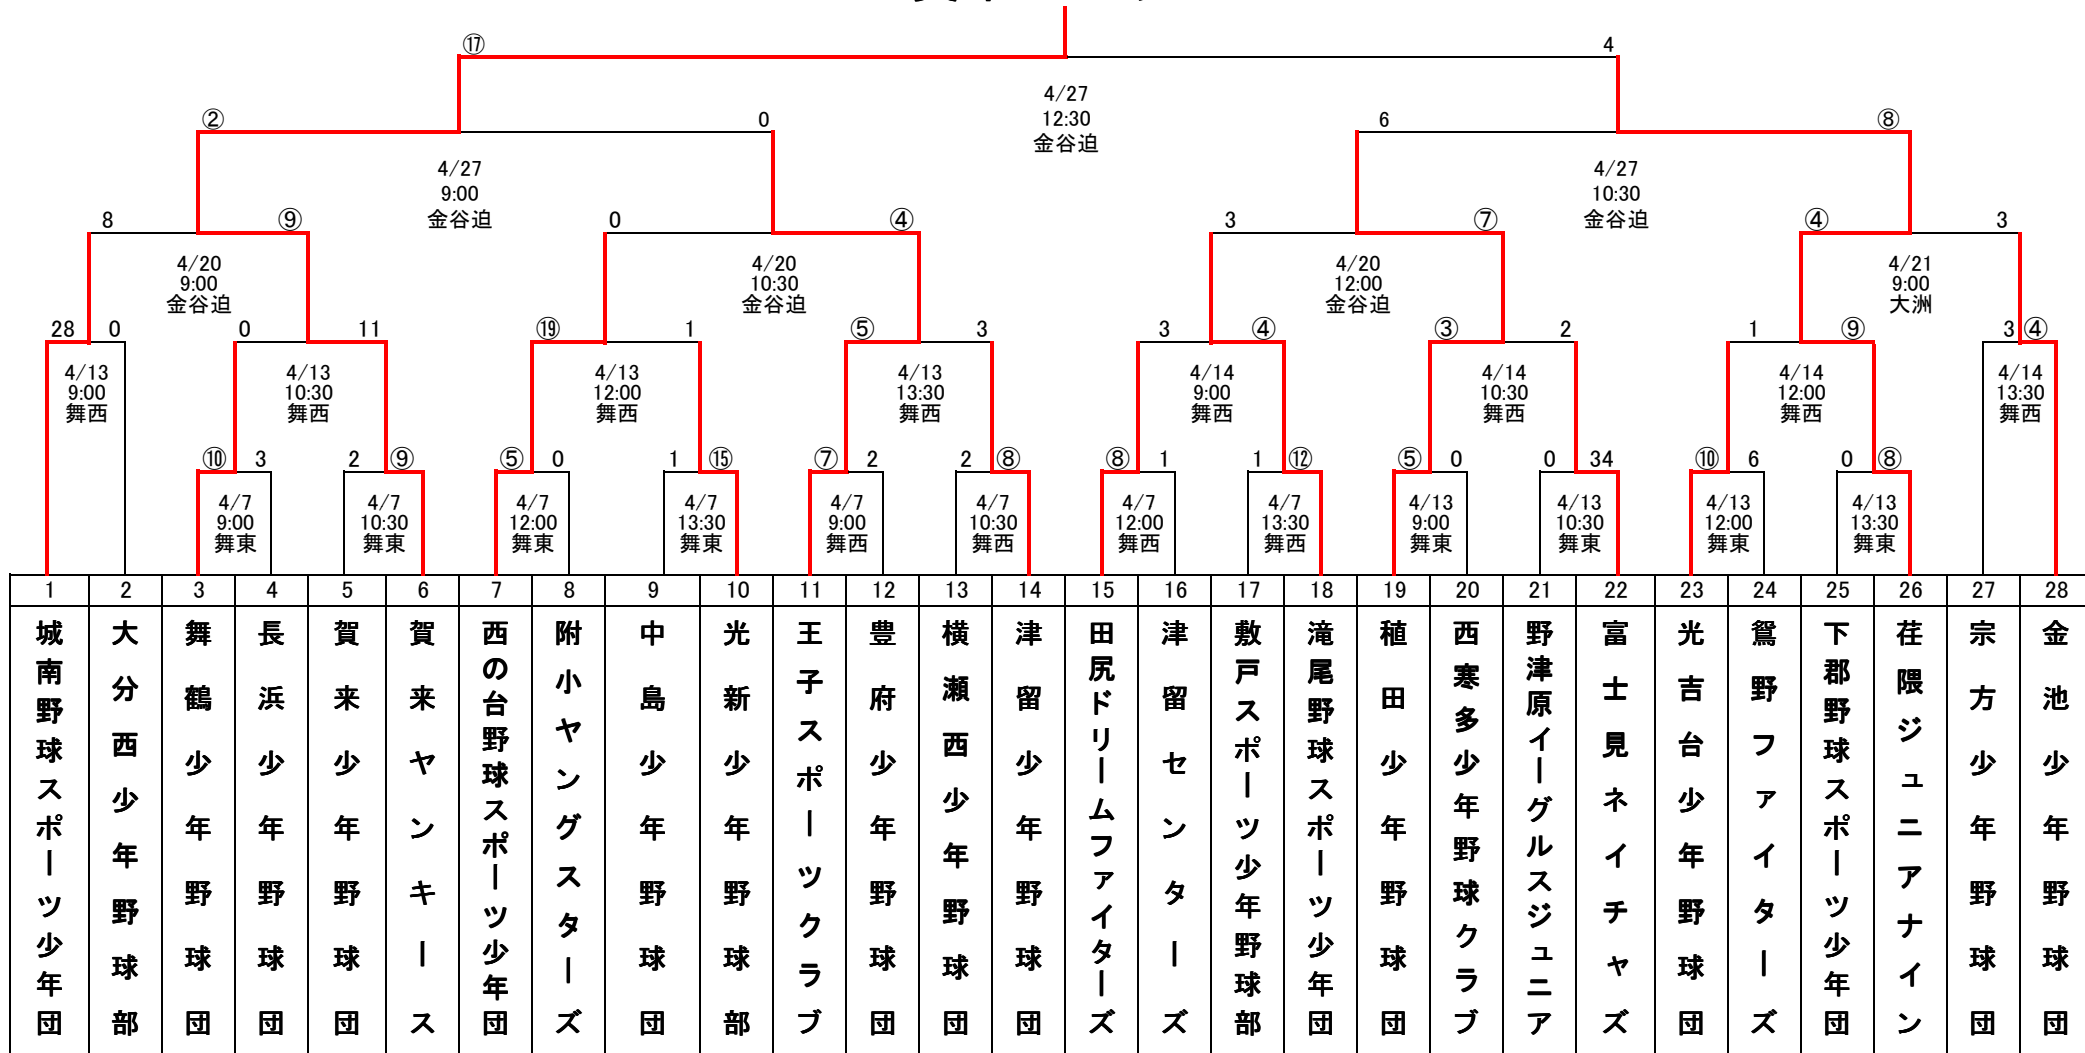 ⑰ 4
4/27
12:30
金谷迫
② 0 6 ⑧
4/27 4/27
9:00 10:30
金谷迫 金谷迫
8 ⑨ 0 ④ 3 ⑦ ④ 3
4/20 4/20 4/20 4/21
9:00 10:30 12:00 9:00
金谷迫 金谷迫 金谷迫 大洲
28 0 0 11 ⑲ 1 ⑤ 3 3 ④ ③ 2 1 ⑨ 3 ④
4/13 4/13 4/13 4/13 4/14 4/14 4/14 4/14
9:00 10:30 12:00 13:30 9:00 10:30 12:00 13:30
舞西 舞西 舞西 舞西 舞西 舞西 舞西 舞西
⑩ 3 2 ⑨ ⑤ 0 1 ⑮ ⑦ 2 2 ⑧ ⑧ 1 1 ⑫ ⑤ 0 0 34 ⑩ 6 0 ⑧
4/7 4/7 4/7 4/7 4/7 4/7 4/7 4/7 4/13 4/13 4/13 4/13
9:00 10:30 12:00 13:30 9:00 10:30 12:00 13:30 9:00 10:30 12:00 13:30
舞東 舞東 舞東 舞東 舞西 舞西 舞西 舞西 舞東 舞東 舞東 舞東
1 2 3 4 5 6 7 8 9 10 11 12 13 14 15 16 17 18 19 20 21 22 23 24 25 26 27 28
城南野球スポーツ少年団
大分西少年野球部
舞鶴少年野球団
長浜少年野球団
賀来少年野球団
賀来ヤンキース
西の台野球スポーツ少年団
附小ヤングスターズ
中島少年野球団
光新少年野球部
王子スポーツクラブ
豊府少年野球団
横瀬西少年野球団
津留少年野球団
田尻ドリームファイターズ
津留センターズ
敷戸スポーツ少年野球部
滝尾野球スポーツ少年団
稙田少年野球団
西寒多少年野球クラブ
野津原イーグルスジュニア
富士見ネイチャズ
光吉台少年野球団
鴛野ファイターズ
下郡野球スポーツ少年団
荏隈ジュニアナイン
宗方少年野球団
金池少年野球団